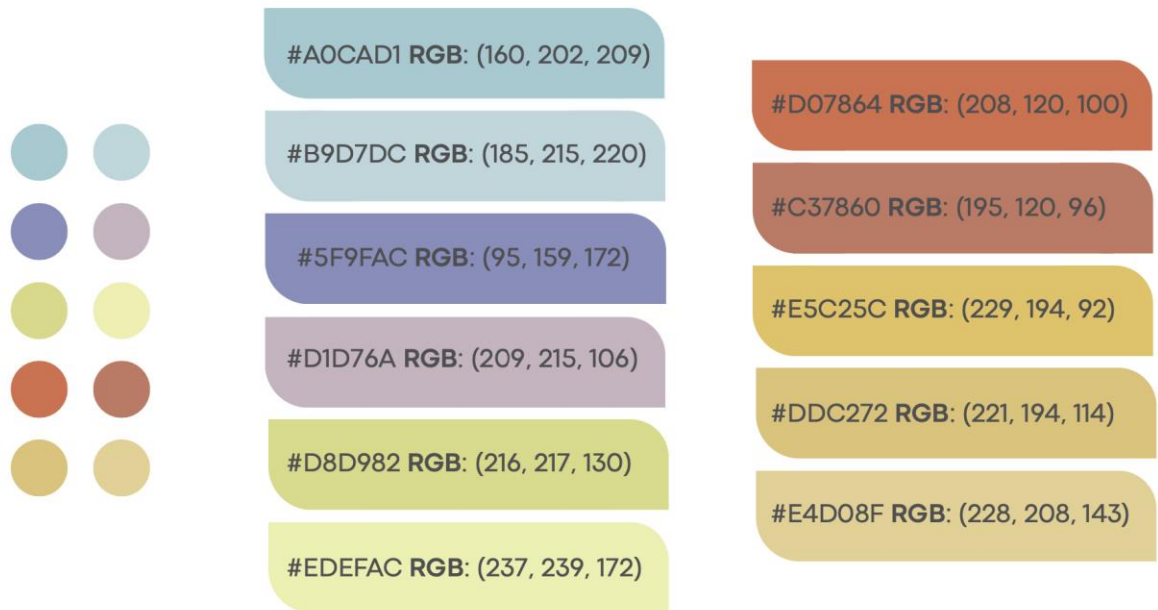 #A0CAD1 RGB: (160, 202, 209)
#B9D7DC RGB: (185, 215, 220)
#5F9FAC RGB: (95, 159, 172)
#D1D76A RGB: (209, 215, 106)
#D8D982 RGB: (216, 217, 130)
#EDEFAC RGB: (237, 239, 172)
#D07864 RGB: (208, 120, 100)
#C37860 RGB: (195, 120, 96)
#E5C25C RGB: (229, 194, 92)
#DDC272 RGB: (221, 194, 114)
#E4D08F RGB: (228, 208, 143)